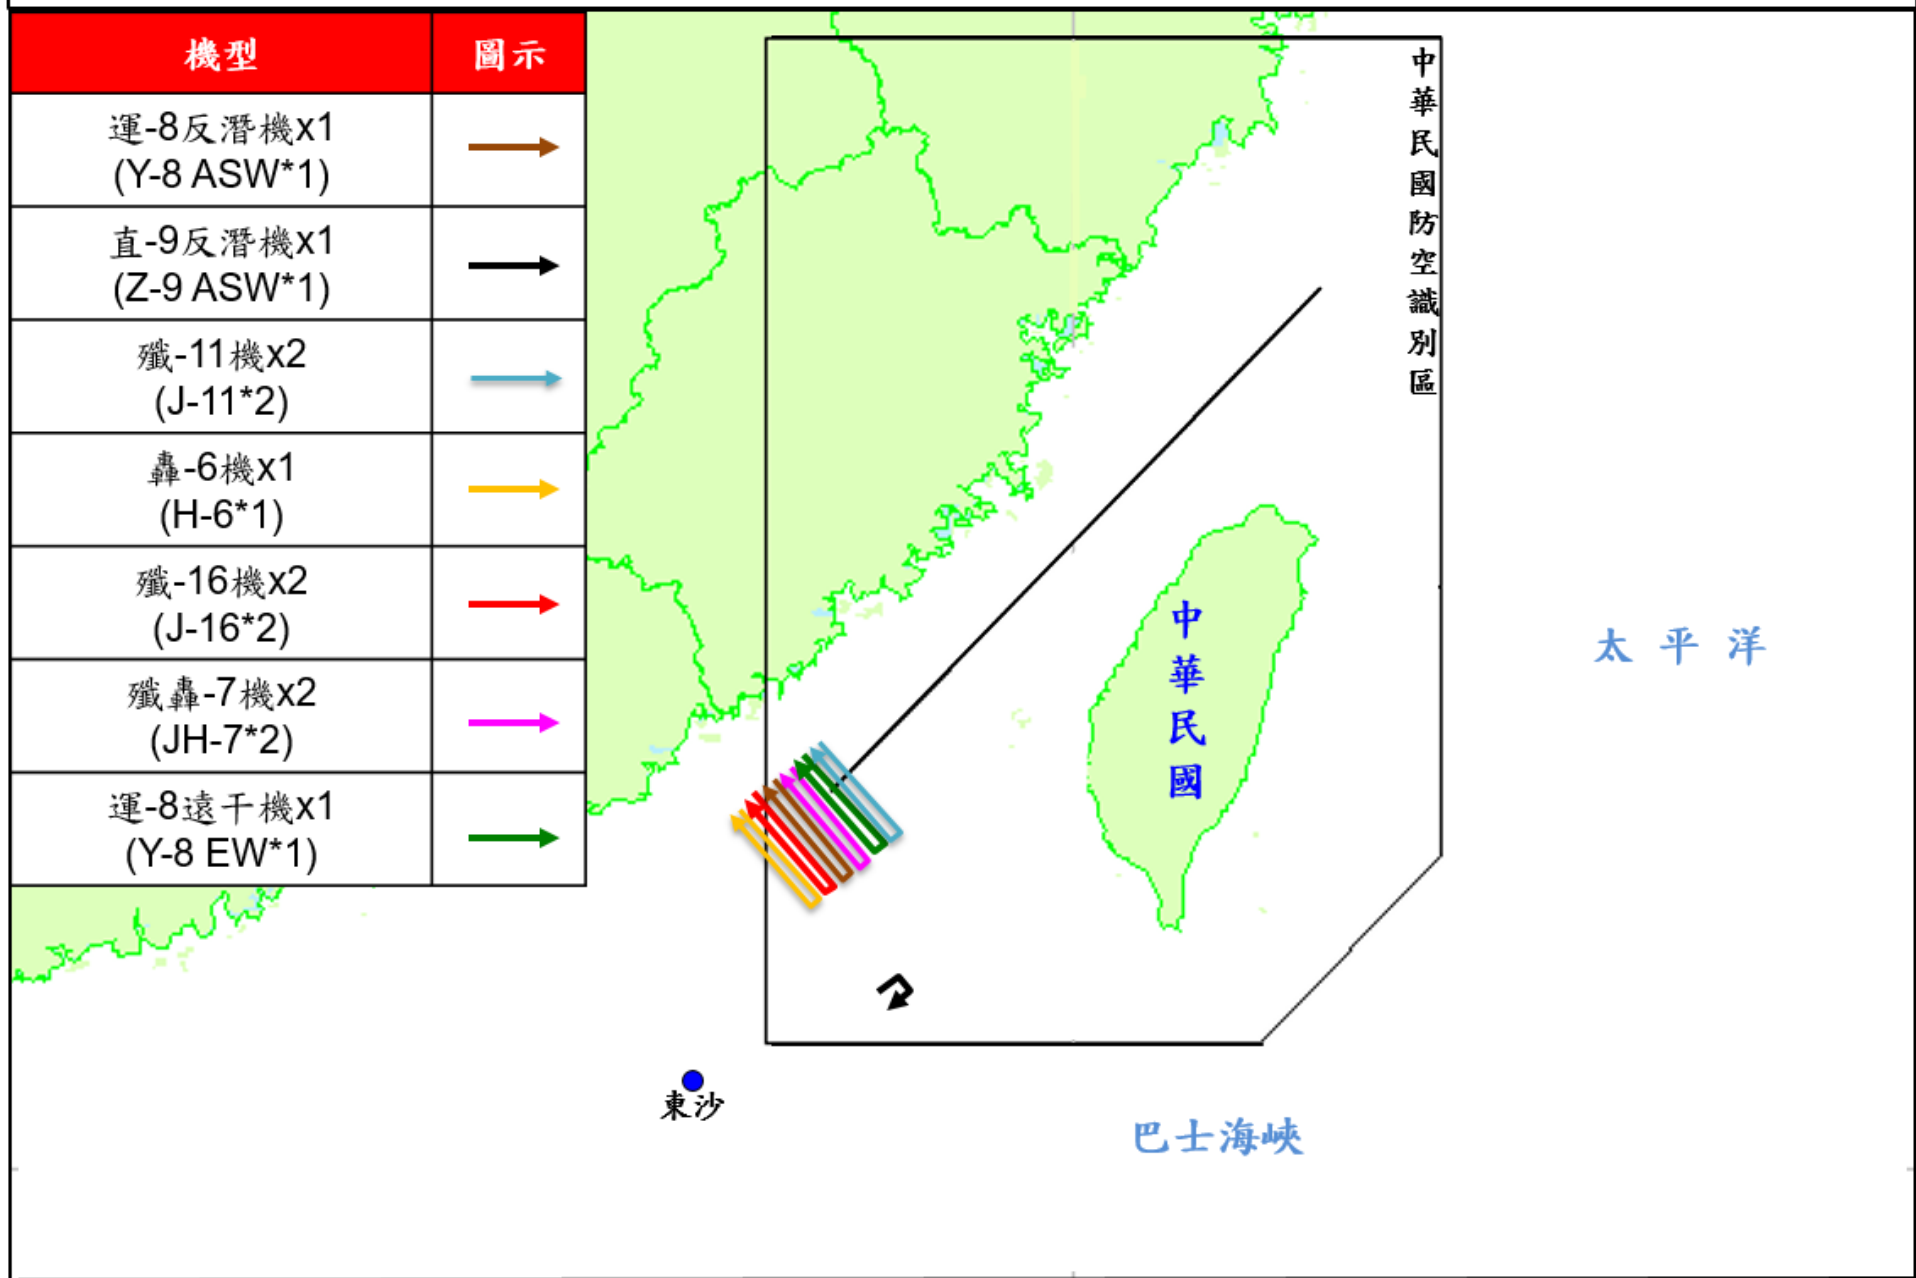 機型
圖示
運-8反潛機x1
(Y-8 ASW*1)
直-9反潛機x1
(Z-9 ASW*1)
殲-11機x2
(J-11*2)
轟-6機x1
(H-6*1)
殲-16機x2
(J-16*2)
殲轟-7機x2
(JH-7*2)
運-8遠干機x1
(Y-8 EW*1)
中華民國防空識別區
中華民國
太平洋
東沙
巴士海峽